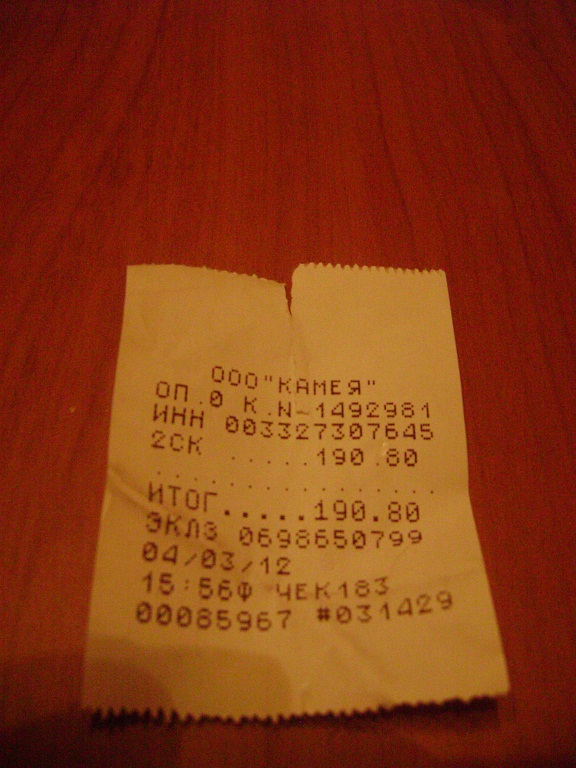 ООО"КАМЕЯ"
ОП.0 К.N-1492981
ИНН 003327307645
2СК .....190.80
................
ИТОГ.....190.80
ЭКЛЗ 0698650799
04/03/12
15:56Ф ЧЕК183
00085967 #031429